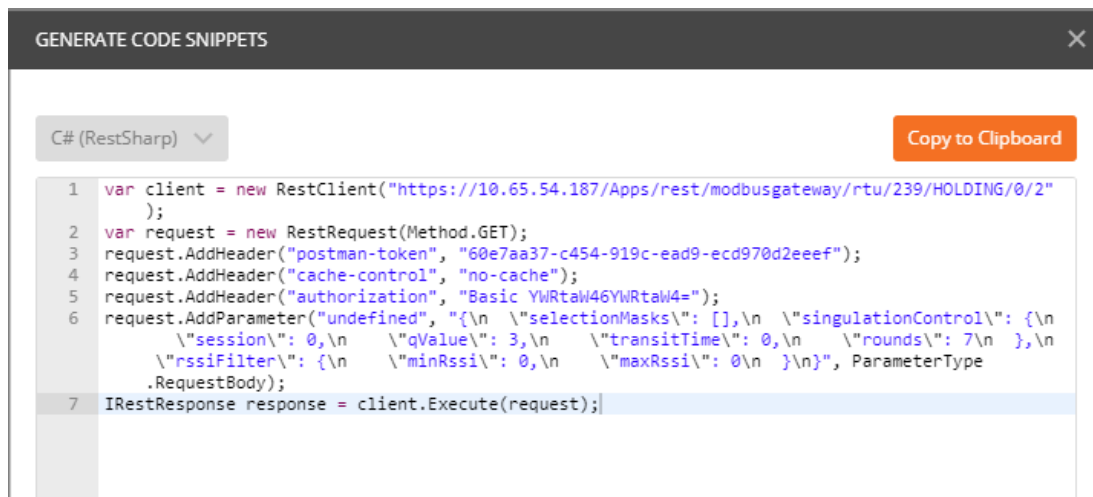 GENERATE CODE SNIPPETS
C# (RestSharp)
Copy to Clipboard
1 var client = new RestClient("https://10.65.54.187/Apps/rest/modbusgateway/rtu/239/HOLDING/0/2"
);
2 var request = new RestRequest(Method.GET);
3 request.AddHeader("postman-token", "60e7aa37-c454-919c-ead9-ecd970d2eeef");
4 request.AddHeader("cache-control", "no-cache");
5 request.AddHeader("authorization", "Basic YWRtaW46YWRtaW4=");
6 request.AddParameter("undefined", "{\n  \"selectionMasks\": [],\n  \"singulationControl\": {\n
\"session\": 0,\n    \"qValue\": 3,\n    \"transitTime\": 0,\n    \"rounds\": 7\n  },\n
\"rssiFilter\": {\n    \"minRssi\": 0,\n    \"maxRssi\": 0\n  }\n}", ParameterType
.RequestBody);
7 IRestResponse response = client.Execute(request);